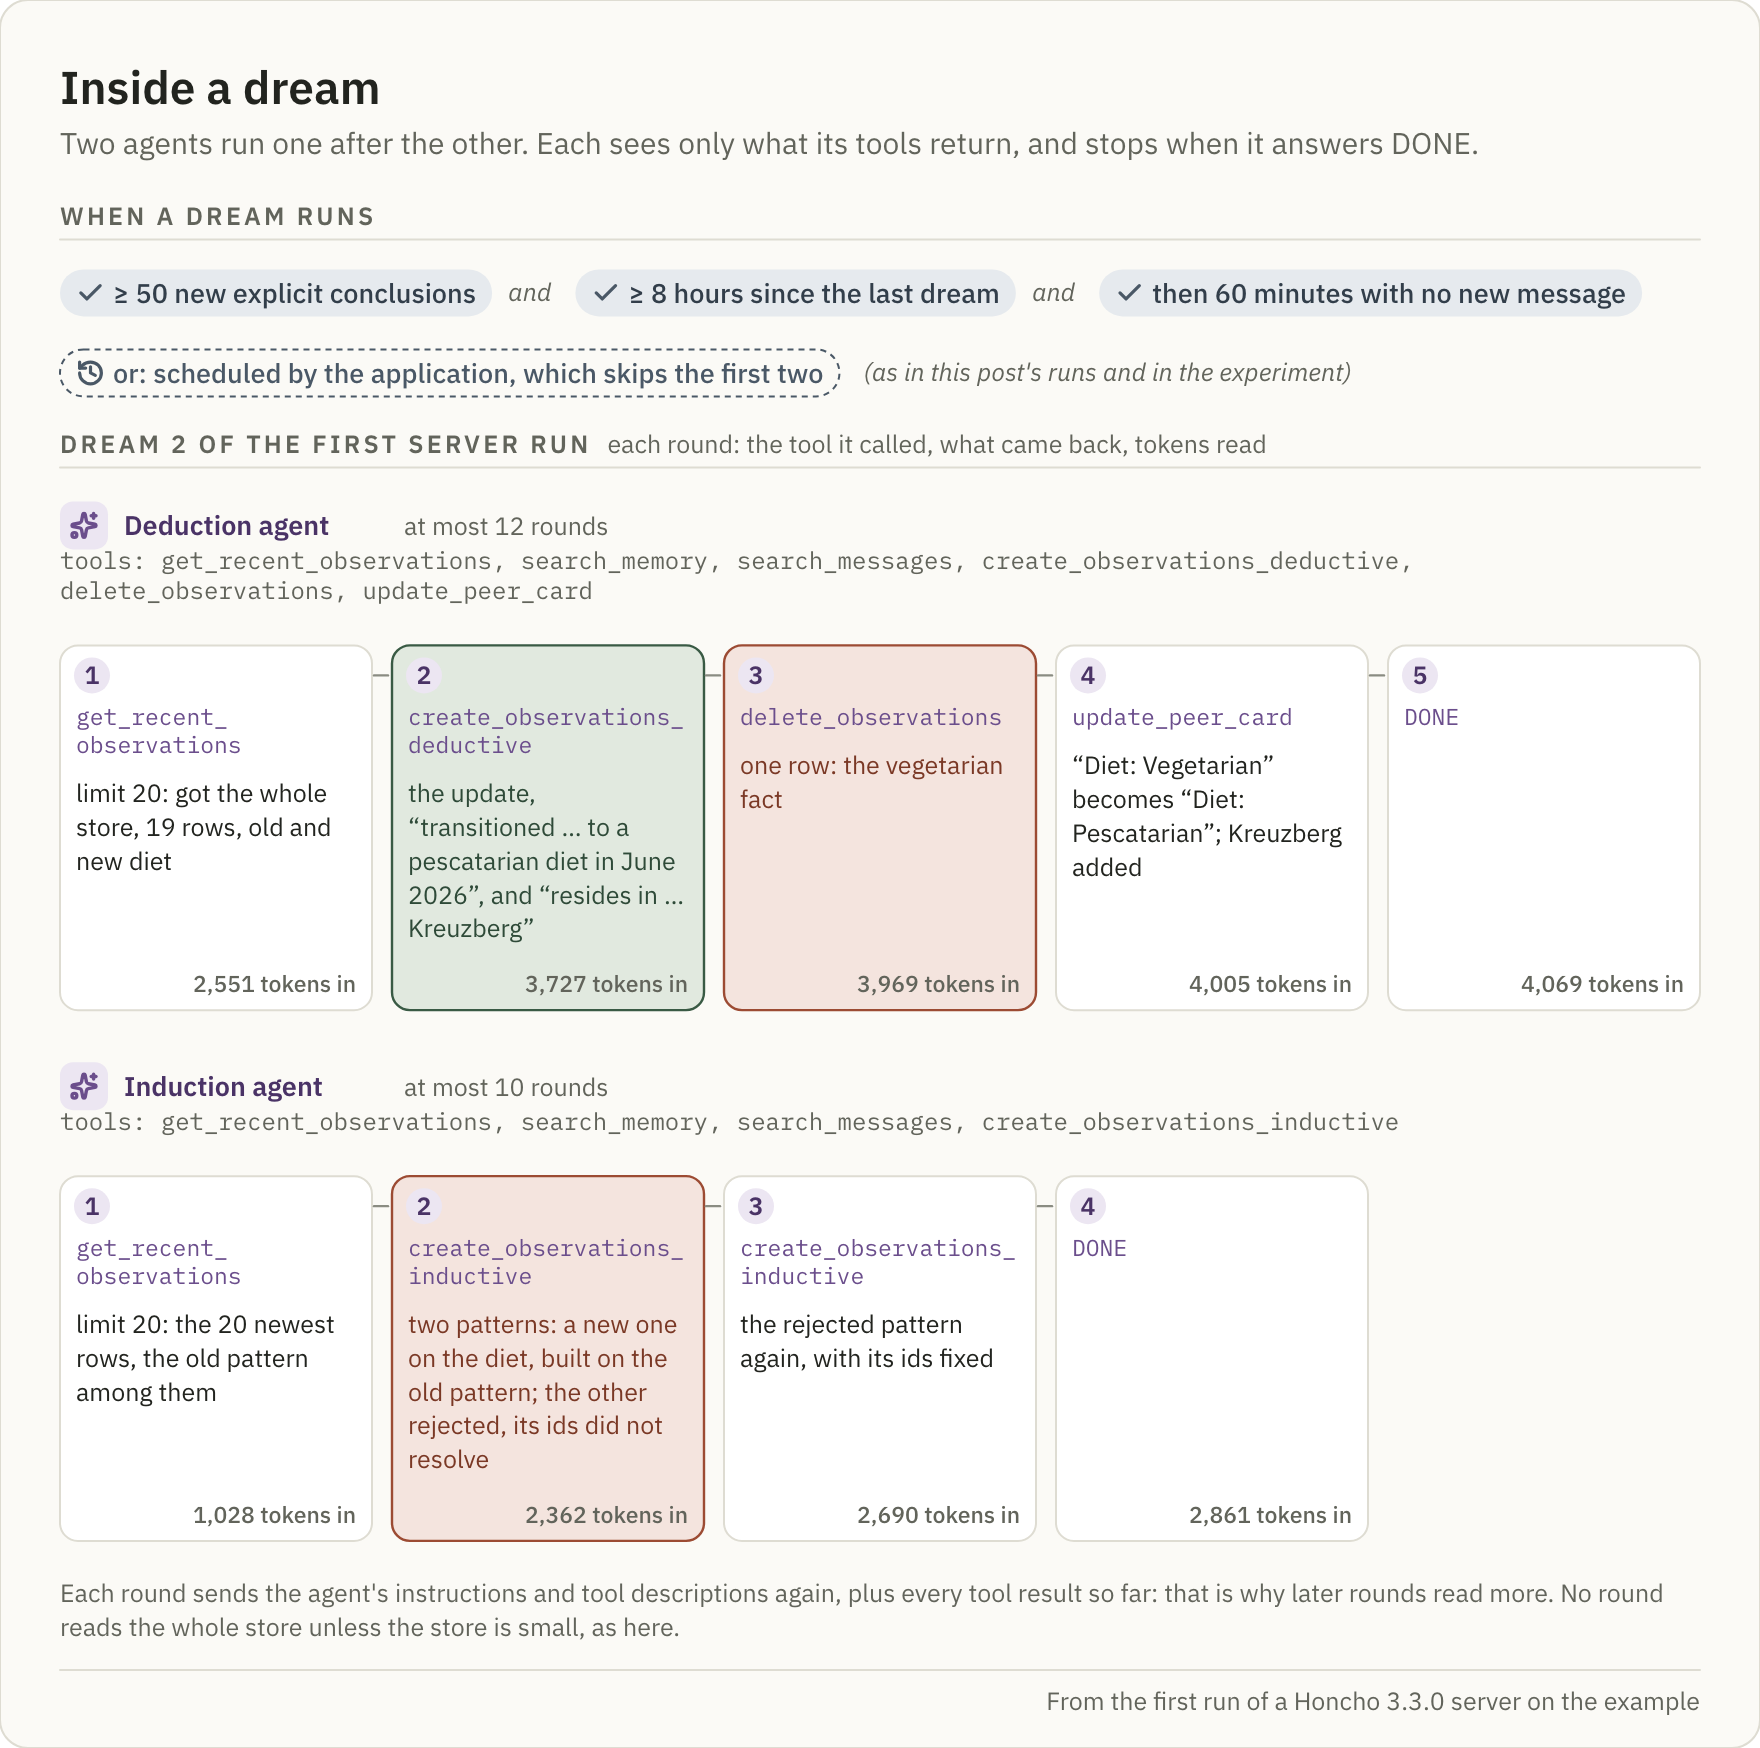 Inside a dream
Two agents run one after the other. Each sees only what its tools return, and stops when it answers DONE.
WHEN A DREAM RUNS
≥ 50 new explicit conclusions and ≥ 8 hours since the last dream and then 60 minutes with no new message
or: scheduled by the application, which skips the first two (as in this post's runs and in the experiment)
DREAM 2 OF THE FIRST SERVER RUN each round: the tool it called, what came back, tokens read
Deduction agent at most 12 rounds
tools: get_recent_observations, search_memory, search_messages, create_observations_deductive,
delete_observations, update_peer_card
1
get_recent_
observations
limit 20: got the whole
store, 19 rows, old and
new diet
2,551 tokens in
2
create_observations_
deductive
the update,
“transitioned ... to a
pescatarian diet in June
2026”, and “resides in ...
Kreuzberg”
3,727 tokens in
3
delete_observations
one row: the vegetarian
fact
3,969 tokens in
4
update_peer_card
“Diet: Vegetarian”
becomes “Diet:
Pescatarian”; Kreuzberg
added
4,005 tokens in
5
DONE
4,069 tokens in
Induction agent at most 10 rounds
tools: get_recent_observations, search_memory, search_messages, create_observations_inductive
1
get_recent_
observations
limit 20: the 20 newest
rows, the old pattern
among them
1,028 tokens in
2
create_observations_
inductive
two patterns: a new one
on the diet, built on the
old pattern; the other
rejected, its ids did not
resolve
2,362 tokens in
3
create_observations_
inductive
the rejected pattern
again, with its ids fixed
2,690 tokens in
4
DONE
2,861 tokens in
Each round sends the agent's instructions and tool descriptions again, plus every tool result so far: that is why later rounds read more. No round
reads the whole store unless the store is small, as here.
From the first run of a Honcho 3.3.0 server on the example